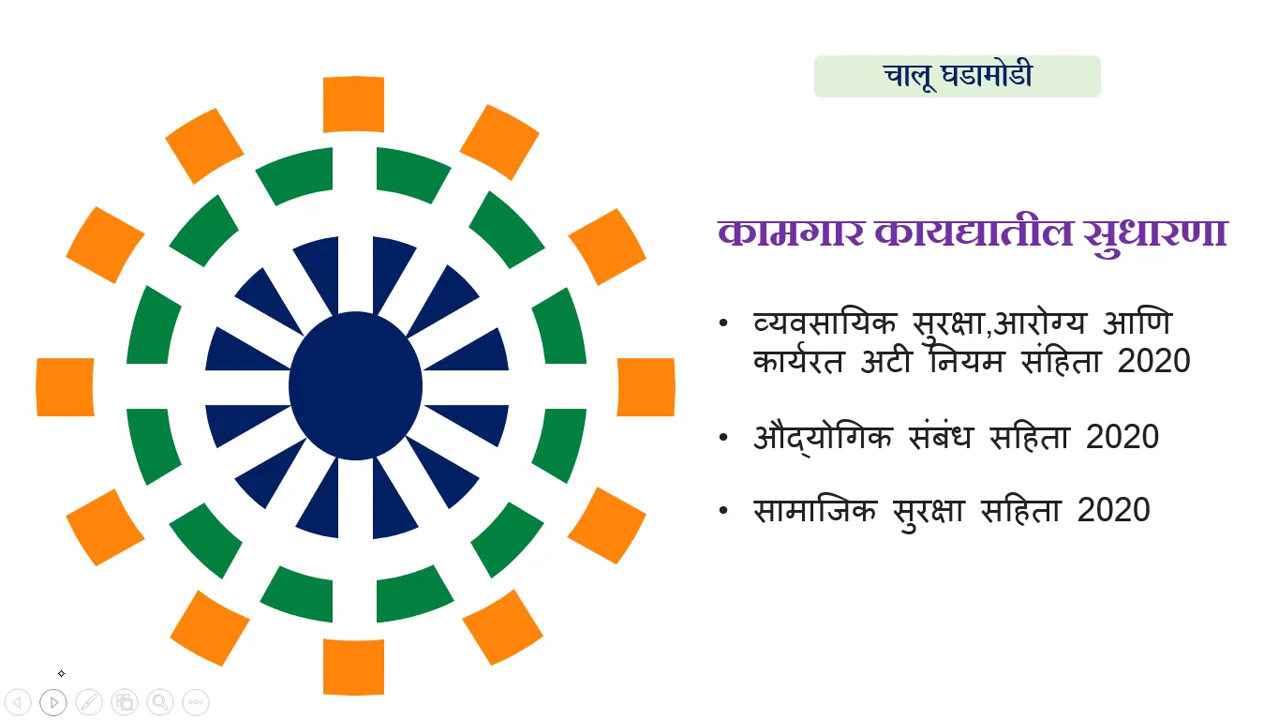 चालू घडामोडी
कामगार कायद्यातील सुधारणा
• व्यवसायिक सुरक्षा,आरोग्य आणि
कार्यरत अटी नियम संहिता 2020
• औद्योगिक संबंध सहिता 2020
• सामाजिक सुरक्षा सहिता 2020